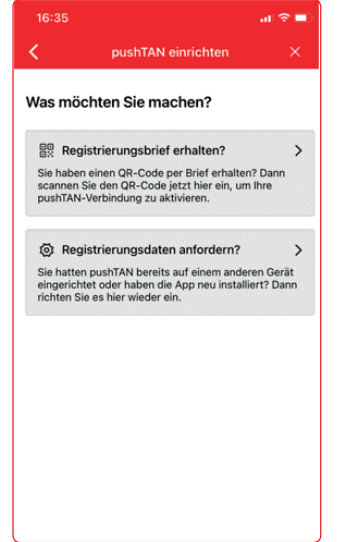 16:35
pushTAN einrichten
Was möchten Sie machen?
Registrierungsbrief erhalten?
Sie haben einen QR-Code per Brief erhalten? Dann
scannen Sie den QR-Code jetzt hier ein, um Ihre
pushTAN-Verbindung zu aktivieren.
Registrierungsdaten anfordern?
Sie hatten pushTAN bereits auf einem anderen Gerät
eingerichtet oder haben die App neu installiert? Dann
richten Sie es hier wieder ein.